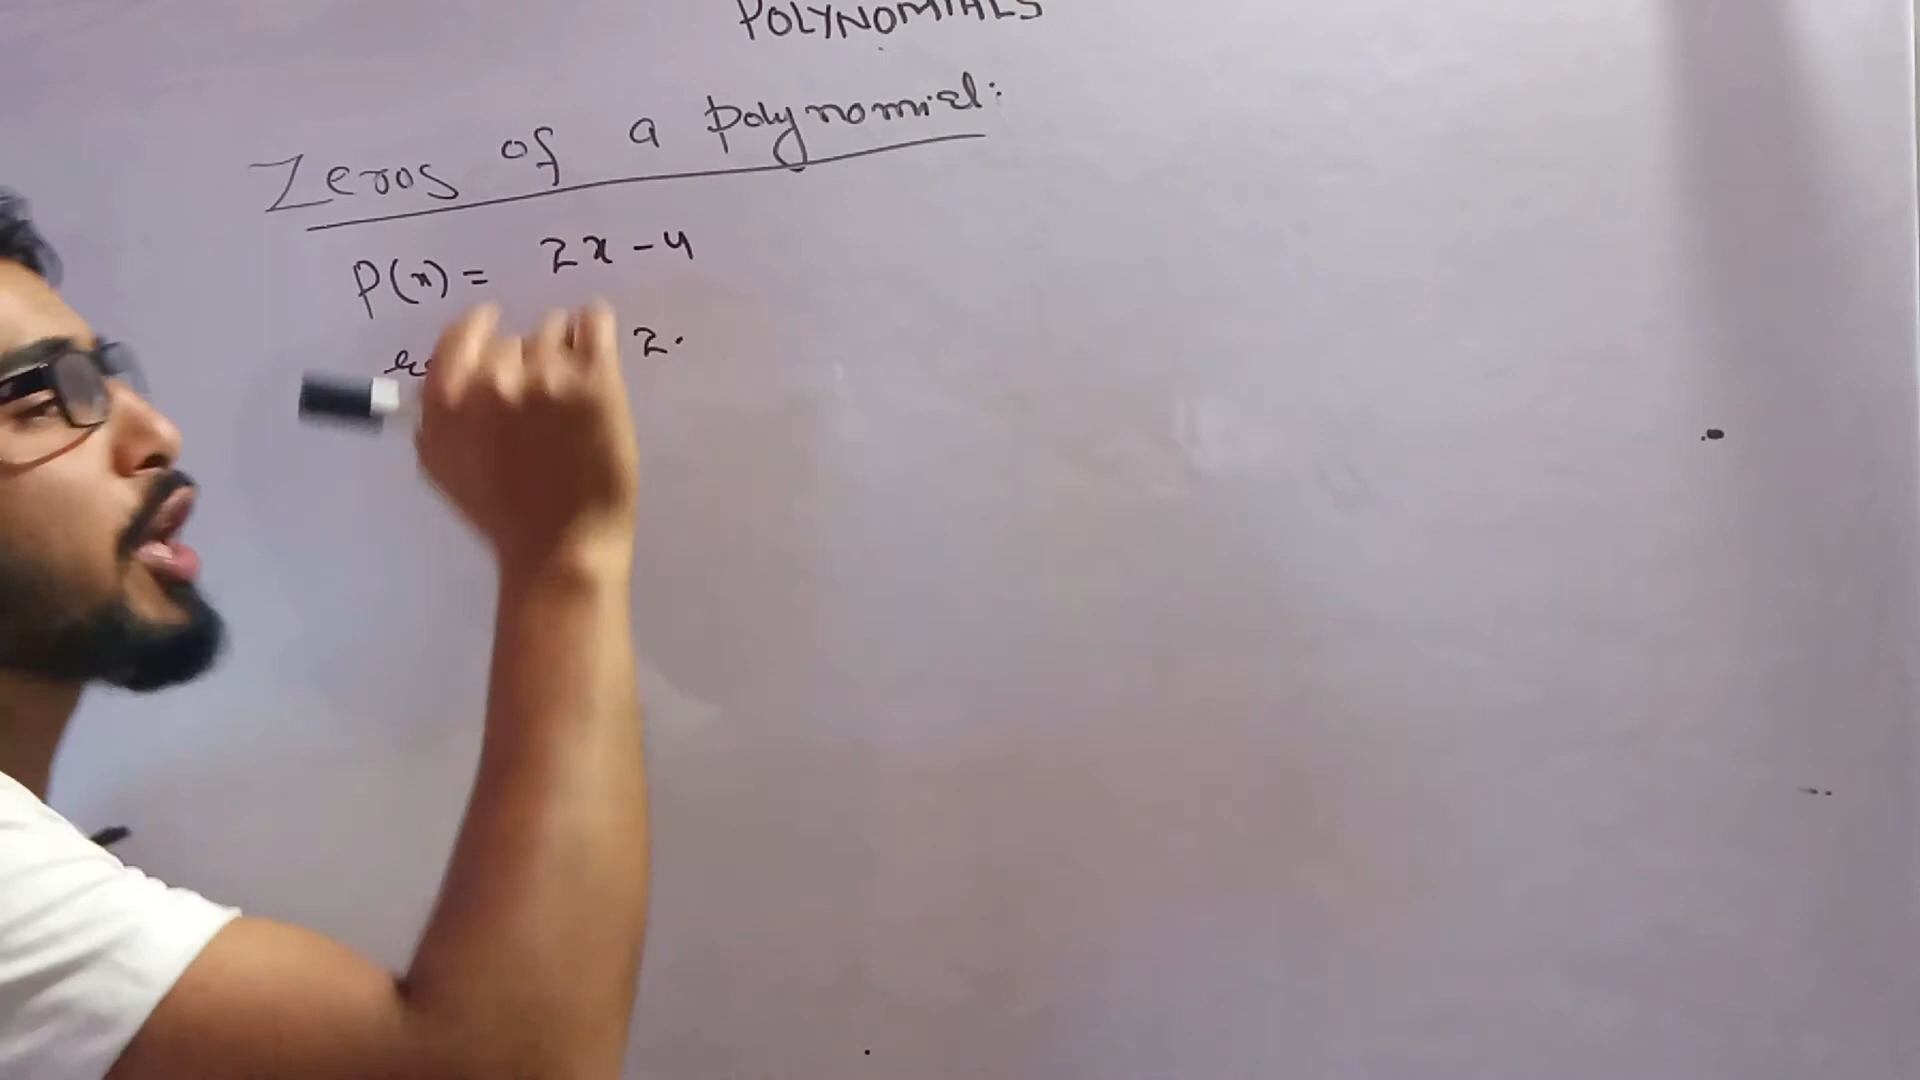 POLYNOMIALS
Zeros of a Polynomial:
P(x) = 2x - 4
2.